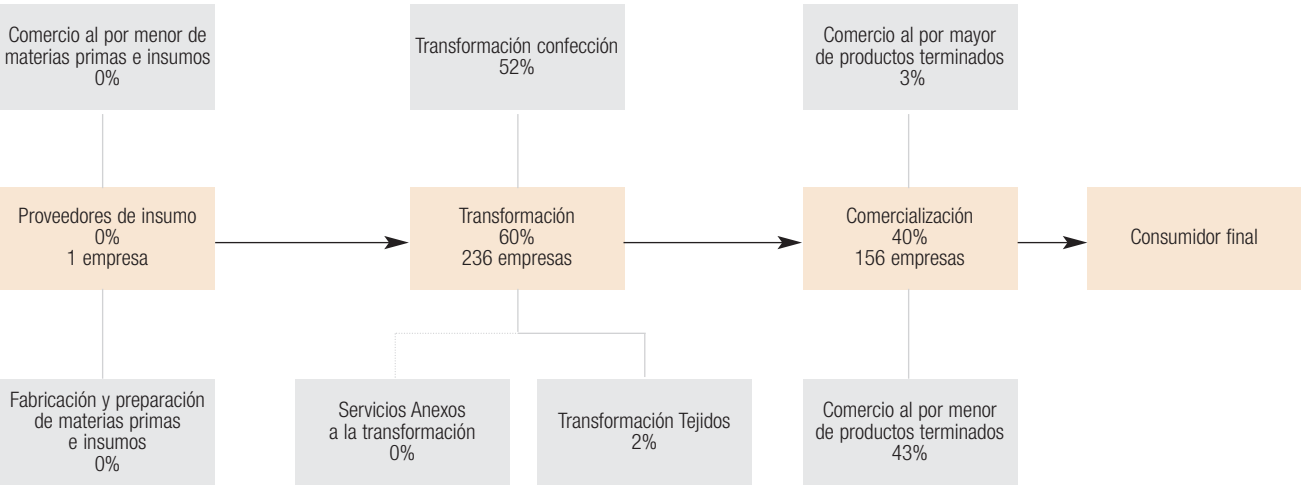 Comercio al por menor de
materias primas e insumos
0%
Transformación confección
52%
Comercio al por mayor
de productos terminados
3%
Proveedores de insumo
0%
1 empresa
Transformación
60%
236 empresas
Comercialización
40%
156 empresas
Consumidor final
Fabricación y preparación
de materias primas
e insumos
0%
Servicios Anexos
a la transformación
0%
Transformación Tejidos
2%
Comercio al por menor
de productos terminados
43%